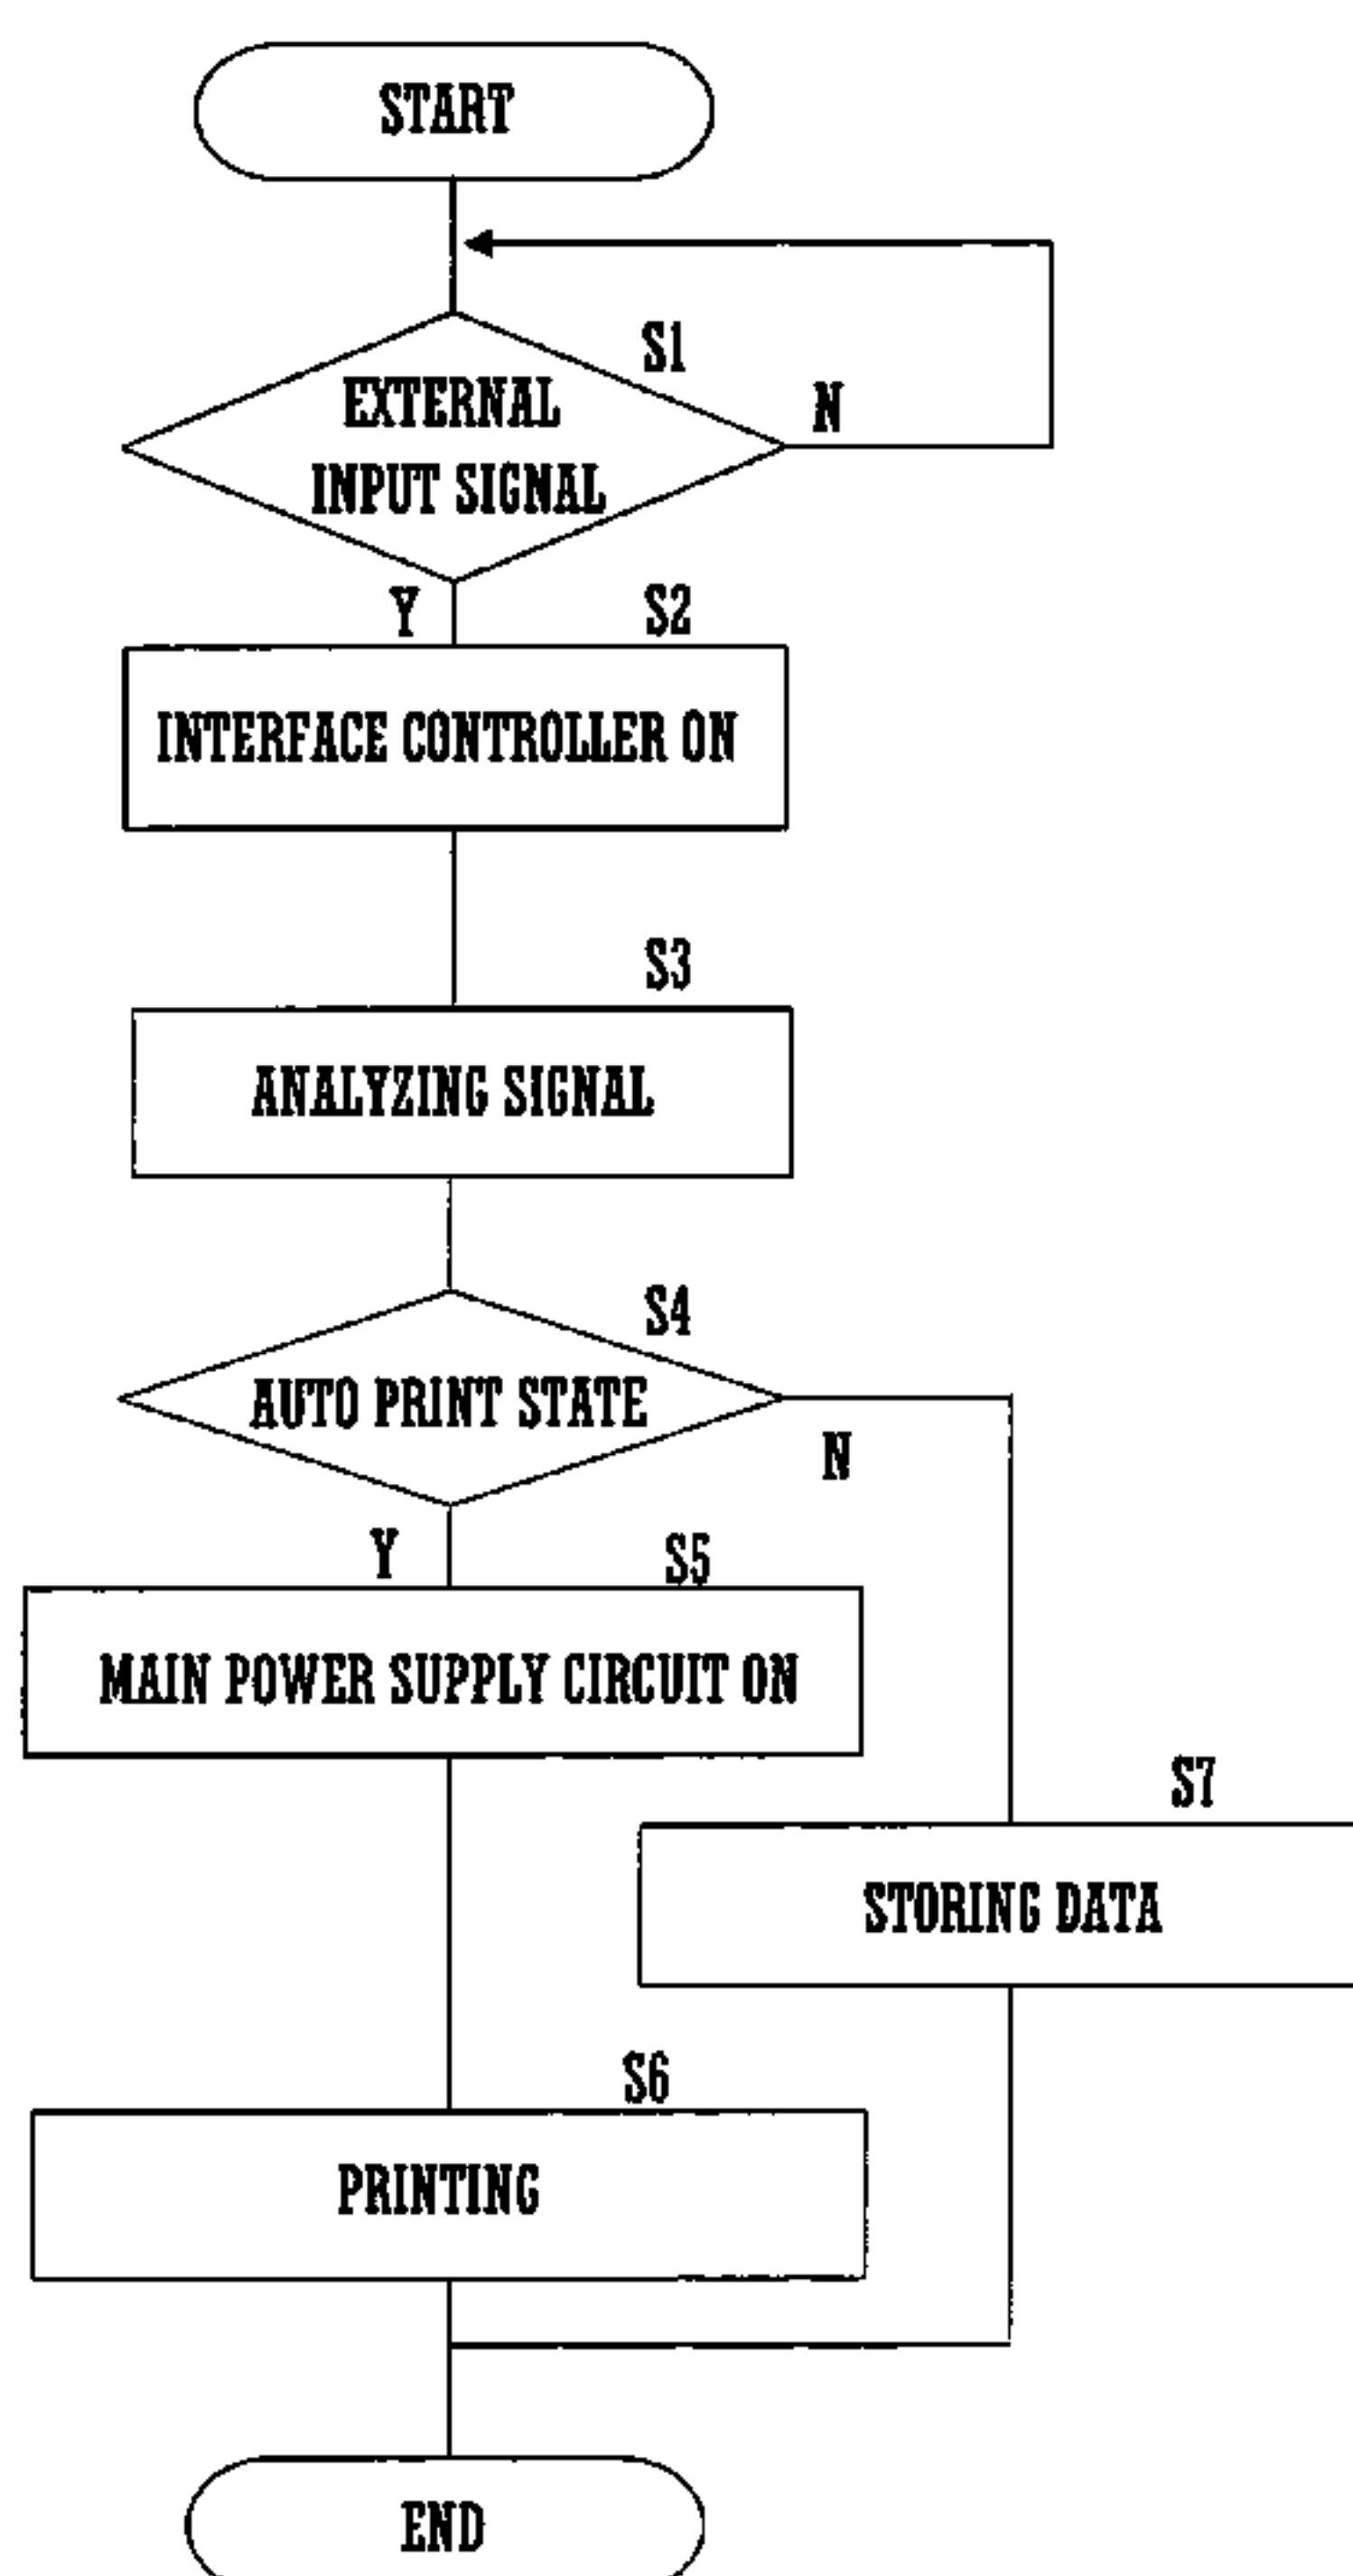 START
S1
EXTERNAL
INPUT SIGNAL
N
Y
S2
INTERFACE CONTROLLER ON
S3
ANALYZING SIGNAL
S4
AUTO PRINT STATE
N
Y
S5
MAIN POWER SUPPLY CIRCUIT ON
S7
STORING DATA
S6
PRINTING
END